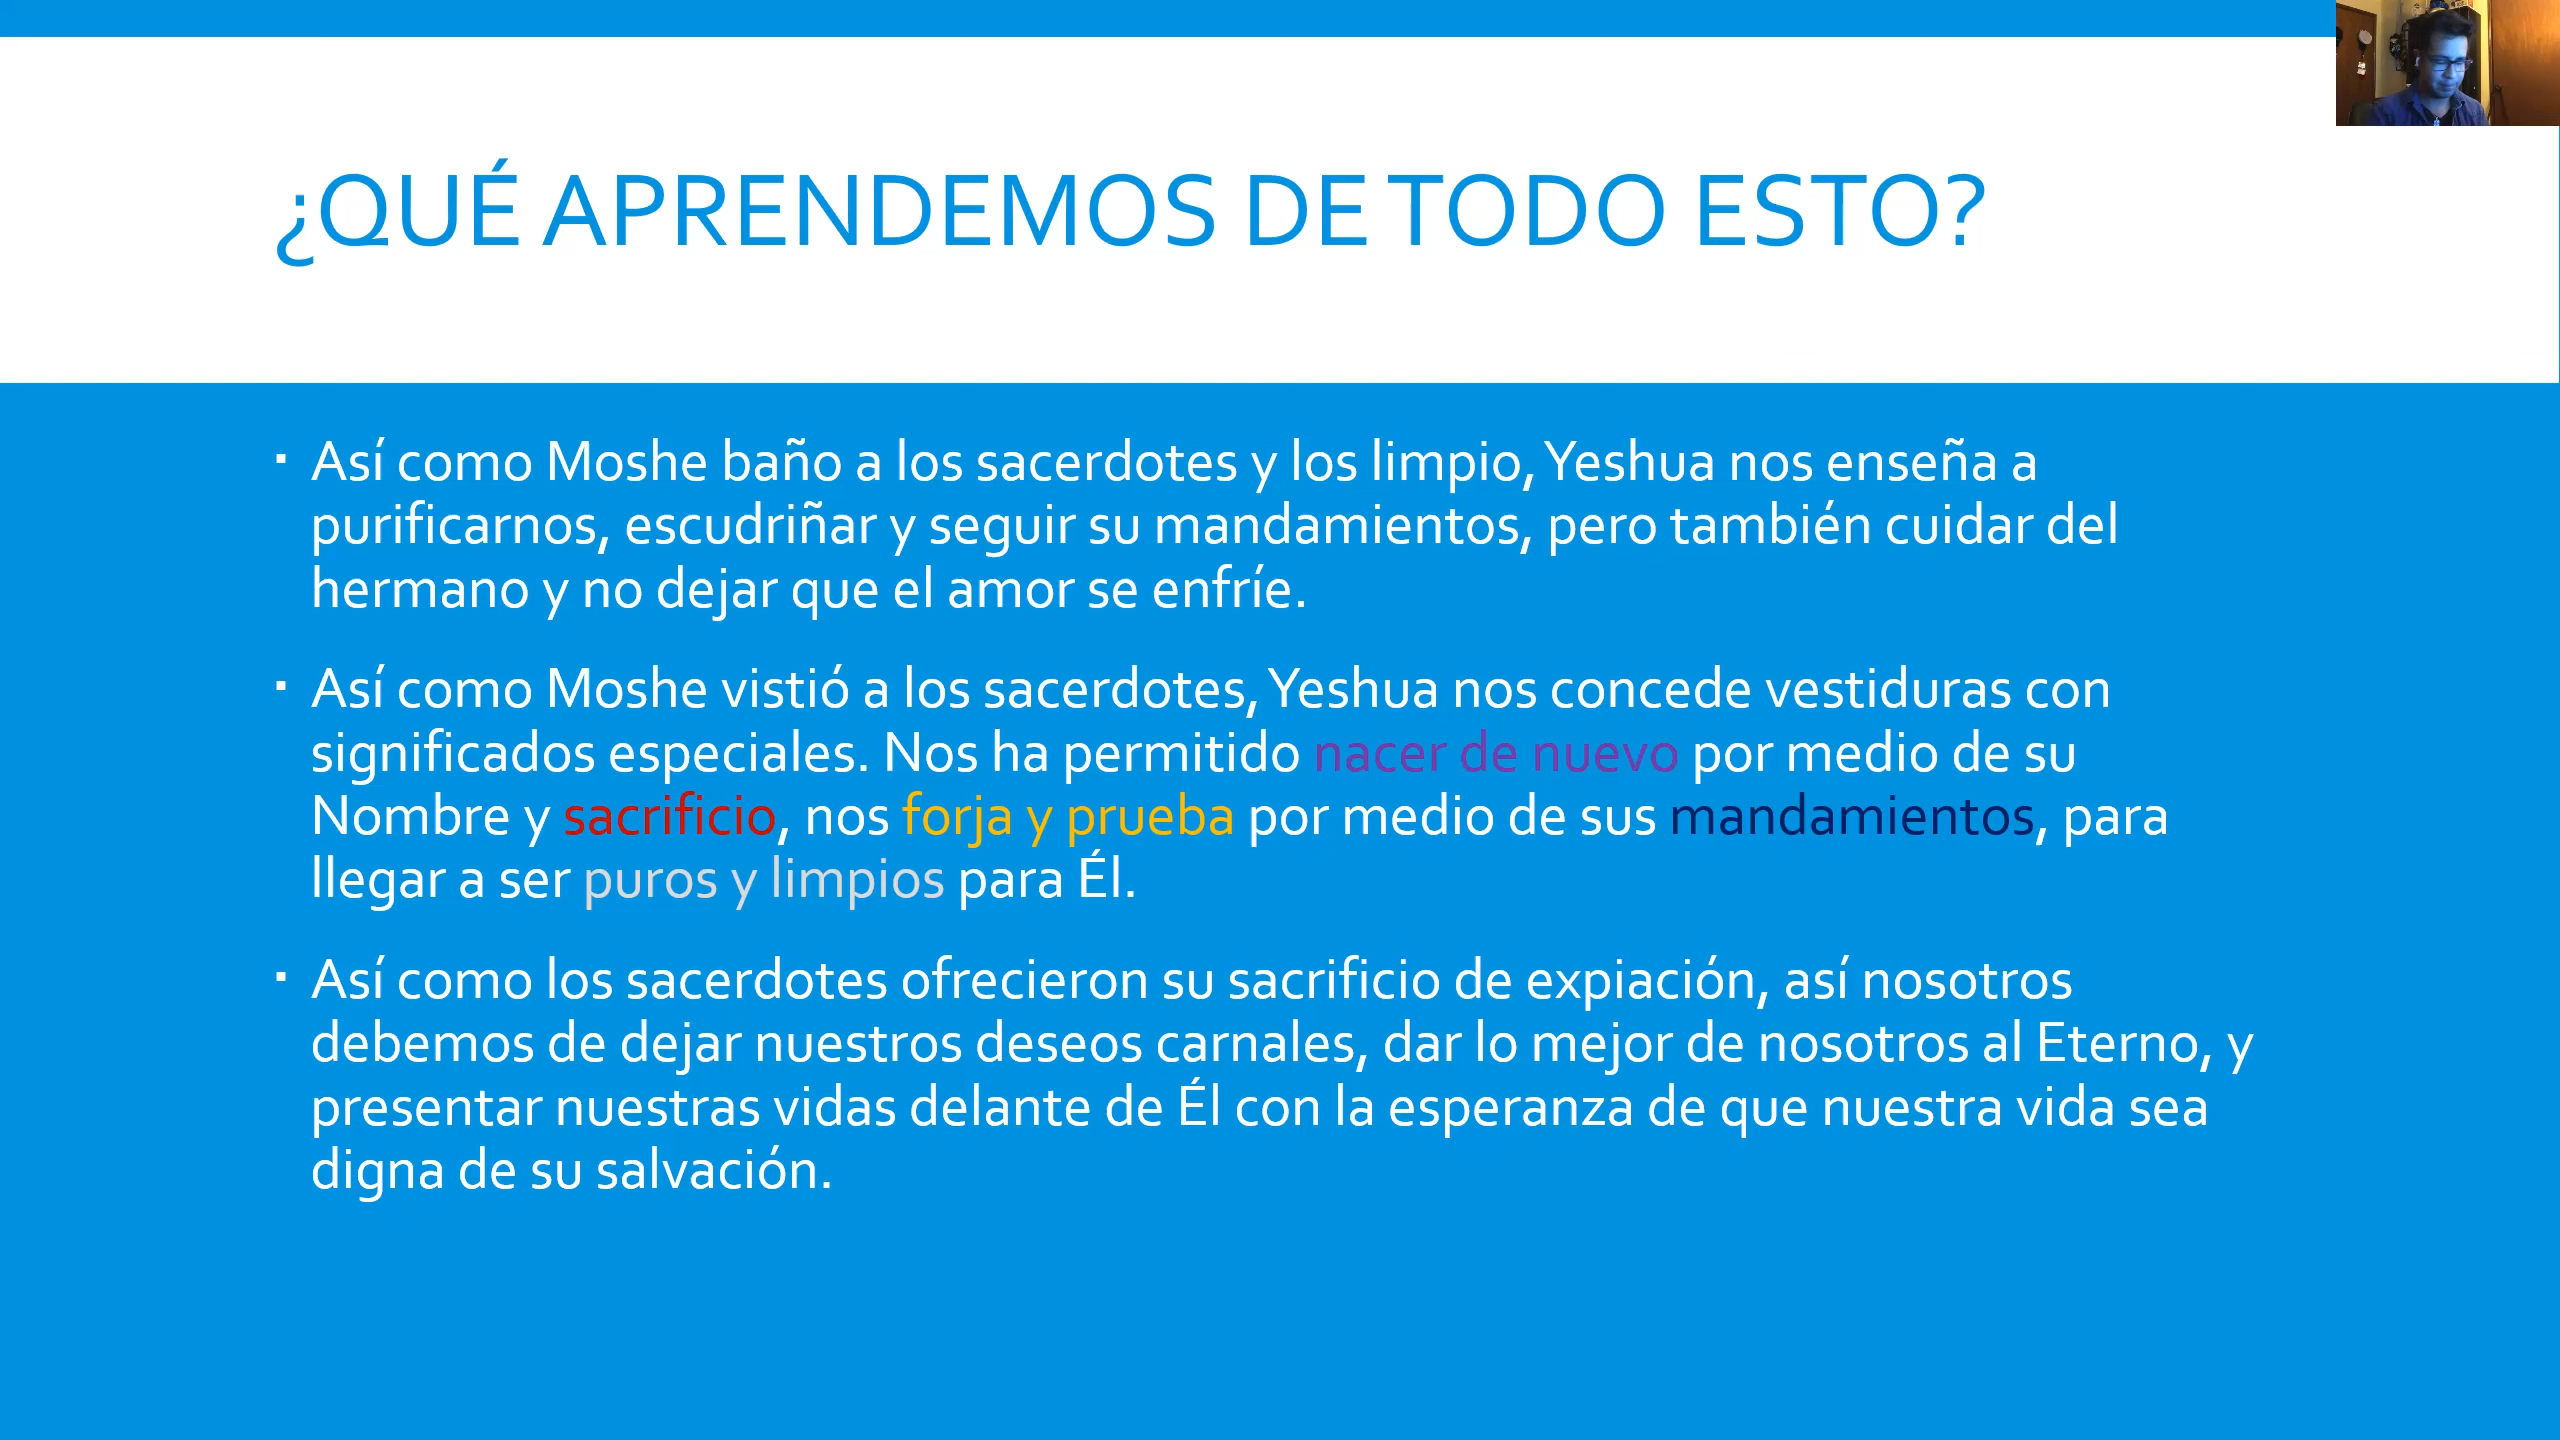 ¿QUÉ APRENDEMOS DE TODO ESTO?
▪ Así como Moshe baño a los sacerdotes y los limpio, Yeshua nos enseña a
purificarnos, escudriñar y seguir su mandamientos, pero también cuidar del
hermano y no dejar que el amor se enfríe.
▪ Así como Moshe vistió a los sacerdotes, Yeshua nos concede vestiduras con
significados especiales. Nos ha permitido nacer de nuevo por medio de su
Nombre y sacrificio, nos forja y prueba por medio de sus mandamientos, para
llegar a ser puros y limpios para Él.
▪ Así como los sacerdotes ofrecieron su sacrificio de expiación, así nosotros
debemos de dejar nuestros deseos carnales, dar lo mejor de nosotros al Eterno, y
presentar nuestras vidas delante de Él con la esperanza de que nuestra vida sea
digna de su salvación.